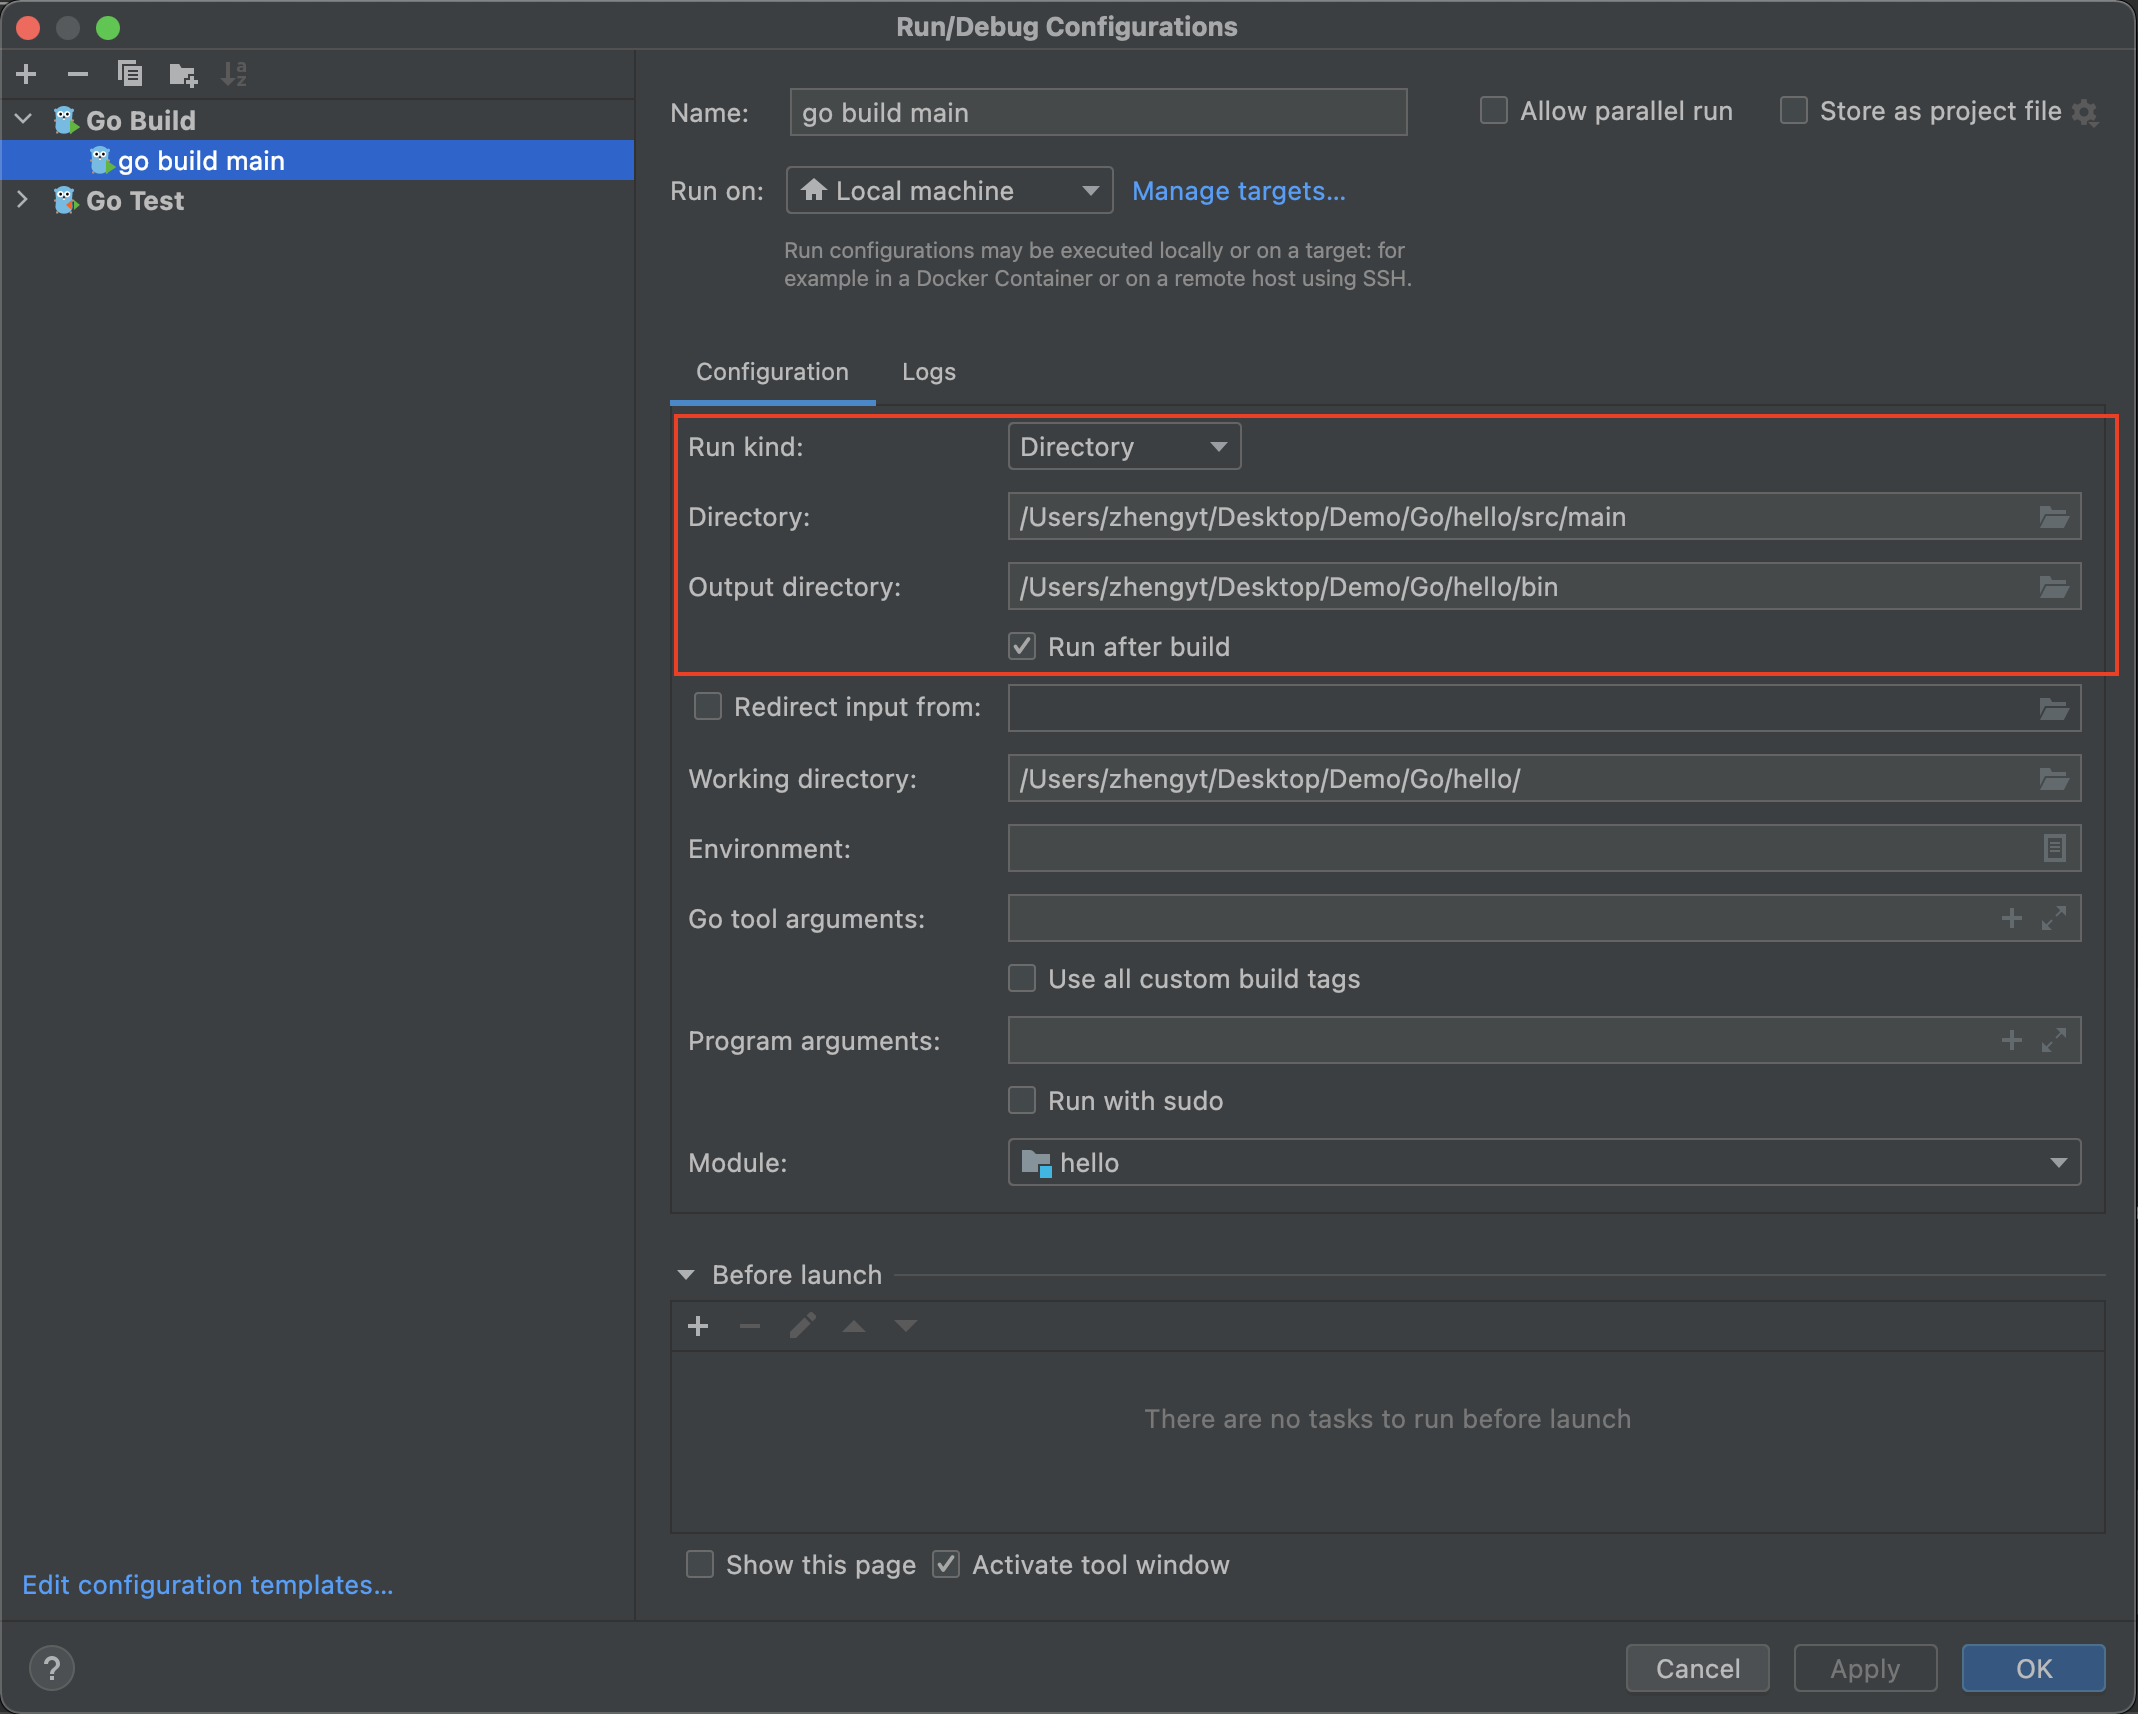 Run/Debug Configurations
Go Build
go build main
Go Test
Name: go build main
Allow parallel run
Store as project file
Run on: Local machine Manage targets...
Run configurations may be executed locally or on a target: for
example in a Docker Container or on a remote host using SSH.
Configuration Logs
Run kind: Directory
Directory: /Users/zhengyt/Desktop/Demo/Go/hello/src/main
Output directory: /Users/zhengyt/Desktop/Demo/Go/hello/bin
Run after build
Redirect input from:
Working directory: /Users/zhengyt/Desktop/Demo/Go/hello/
Environment:
Go tool arguments:
Use all custom build tags
Program arguments:
Run with sudo
Module: hello
Before launch
There are no tasks to run before launch
Show this page Activate tool window
Edit configuration templates...
? Cancel Apply OK